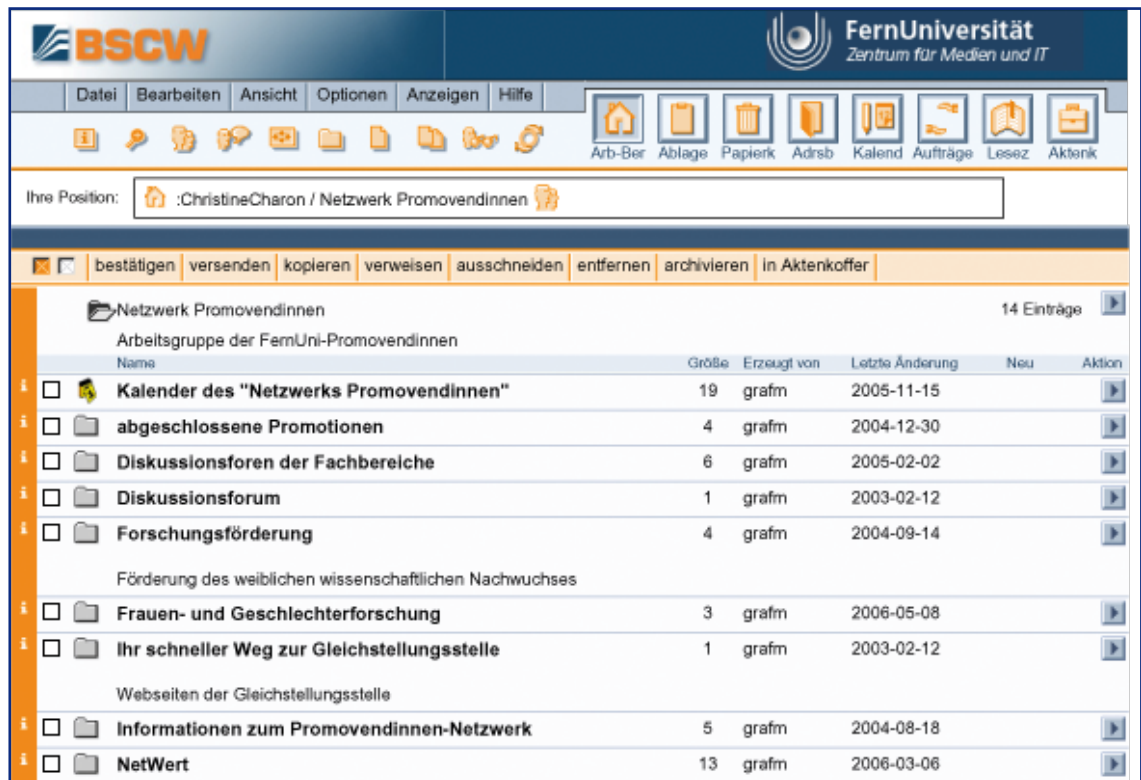 BSCW
FernUniversität
Zentrum für Medien und IT
Datei Bearbeiten Ansicht Optionen Anzeigen Hilfe
Arb-Ber Ablage Papierk Adrsb Kalend Aufträge Lesez Aktenk
Ihre Position: :ChristineCharon / Netzwerk Promovendinnen
bestätigen versenden kopieren verweisen ausschneiden entfernen archivieren in Aktenkoffer
Netzwerk Promovendinnen 14 Einträge
Arbeitsgruppe der FernUni-Promovendinnen
Name Größe Erzeugt von Letzte Änderung Neu Aktion
Kalender des "Netzwerks Promovendinnen" 19 grafm 2005-11-15
abgeschlossene Promotionen 4 grafm 2004-12-30
Diskussionsforen der Fachbereiche 6 grafm 2005-02-02
Diskussionsforum 1 grafm 2003-02-12
Forschungsförderung 4 grafm 2004-09-14
Förderung des weiblichen wissenschaftlichen Nachwuchses
Frauen- und Geschlechterforschung 3 grafm 2006-05-08
Ihr schneller Weg zur Gleichstellungsstelle 1 grafm 2003-02-12
Webseiten der Gleichstellungsstelle
Informationen zum Promovendinnen-Netzwerk 5 grafm 2004-08-18
NetWert 13 grafm 2006-03-06